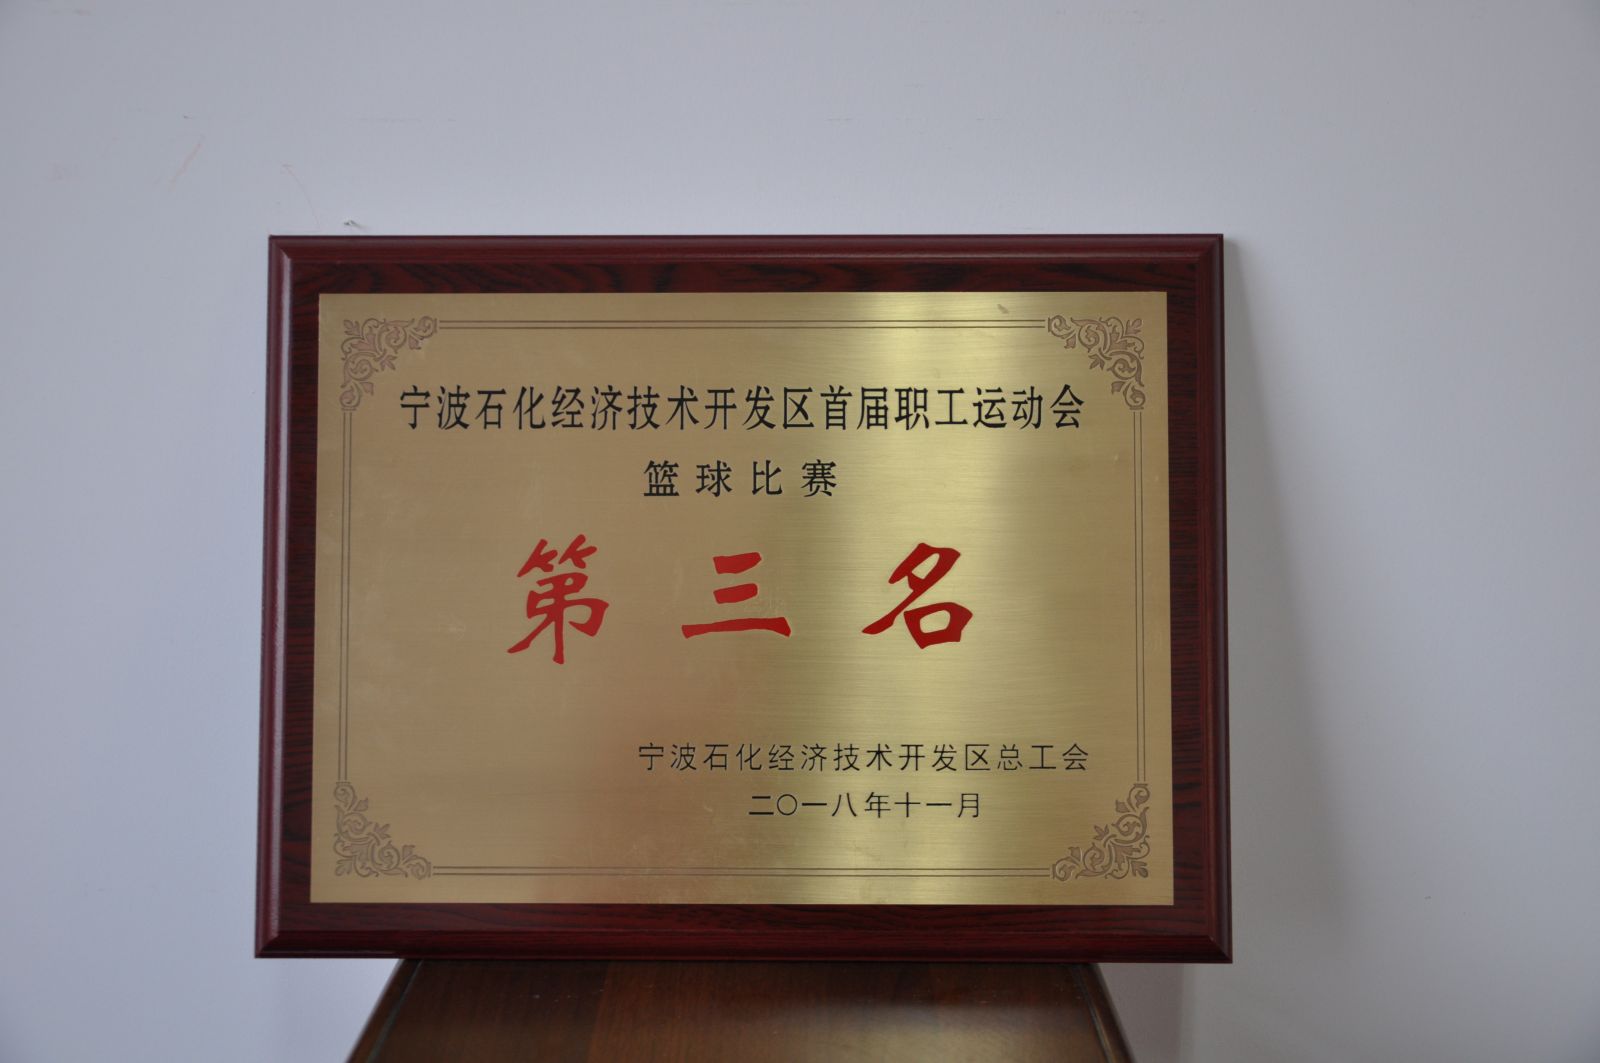 宁波石化经济技术开发区首届职工运动会
篮球比赛
第三名
宁波石化经济技术开发区总工会
二〇一八年十一月